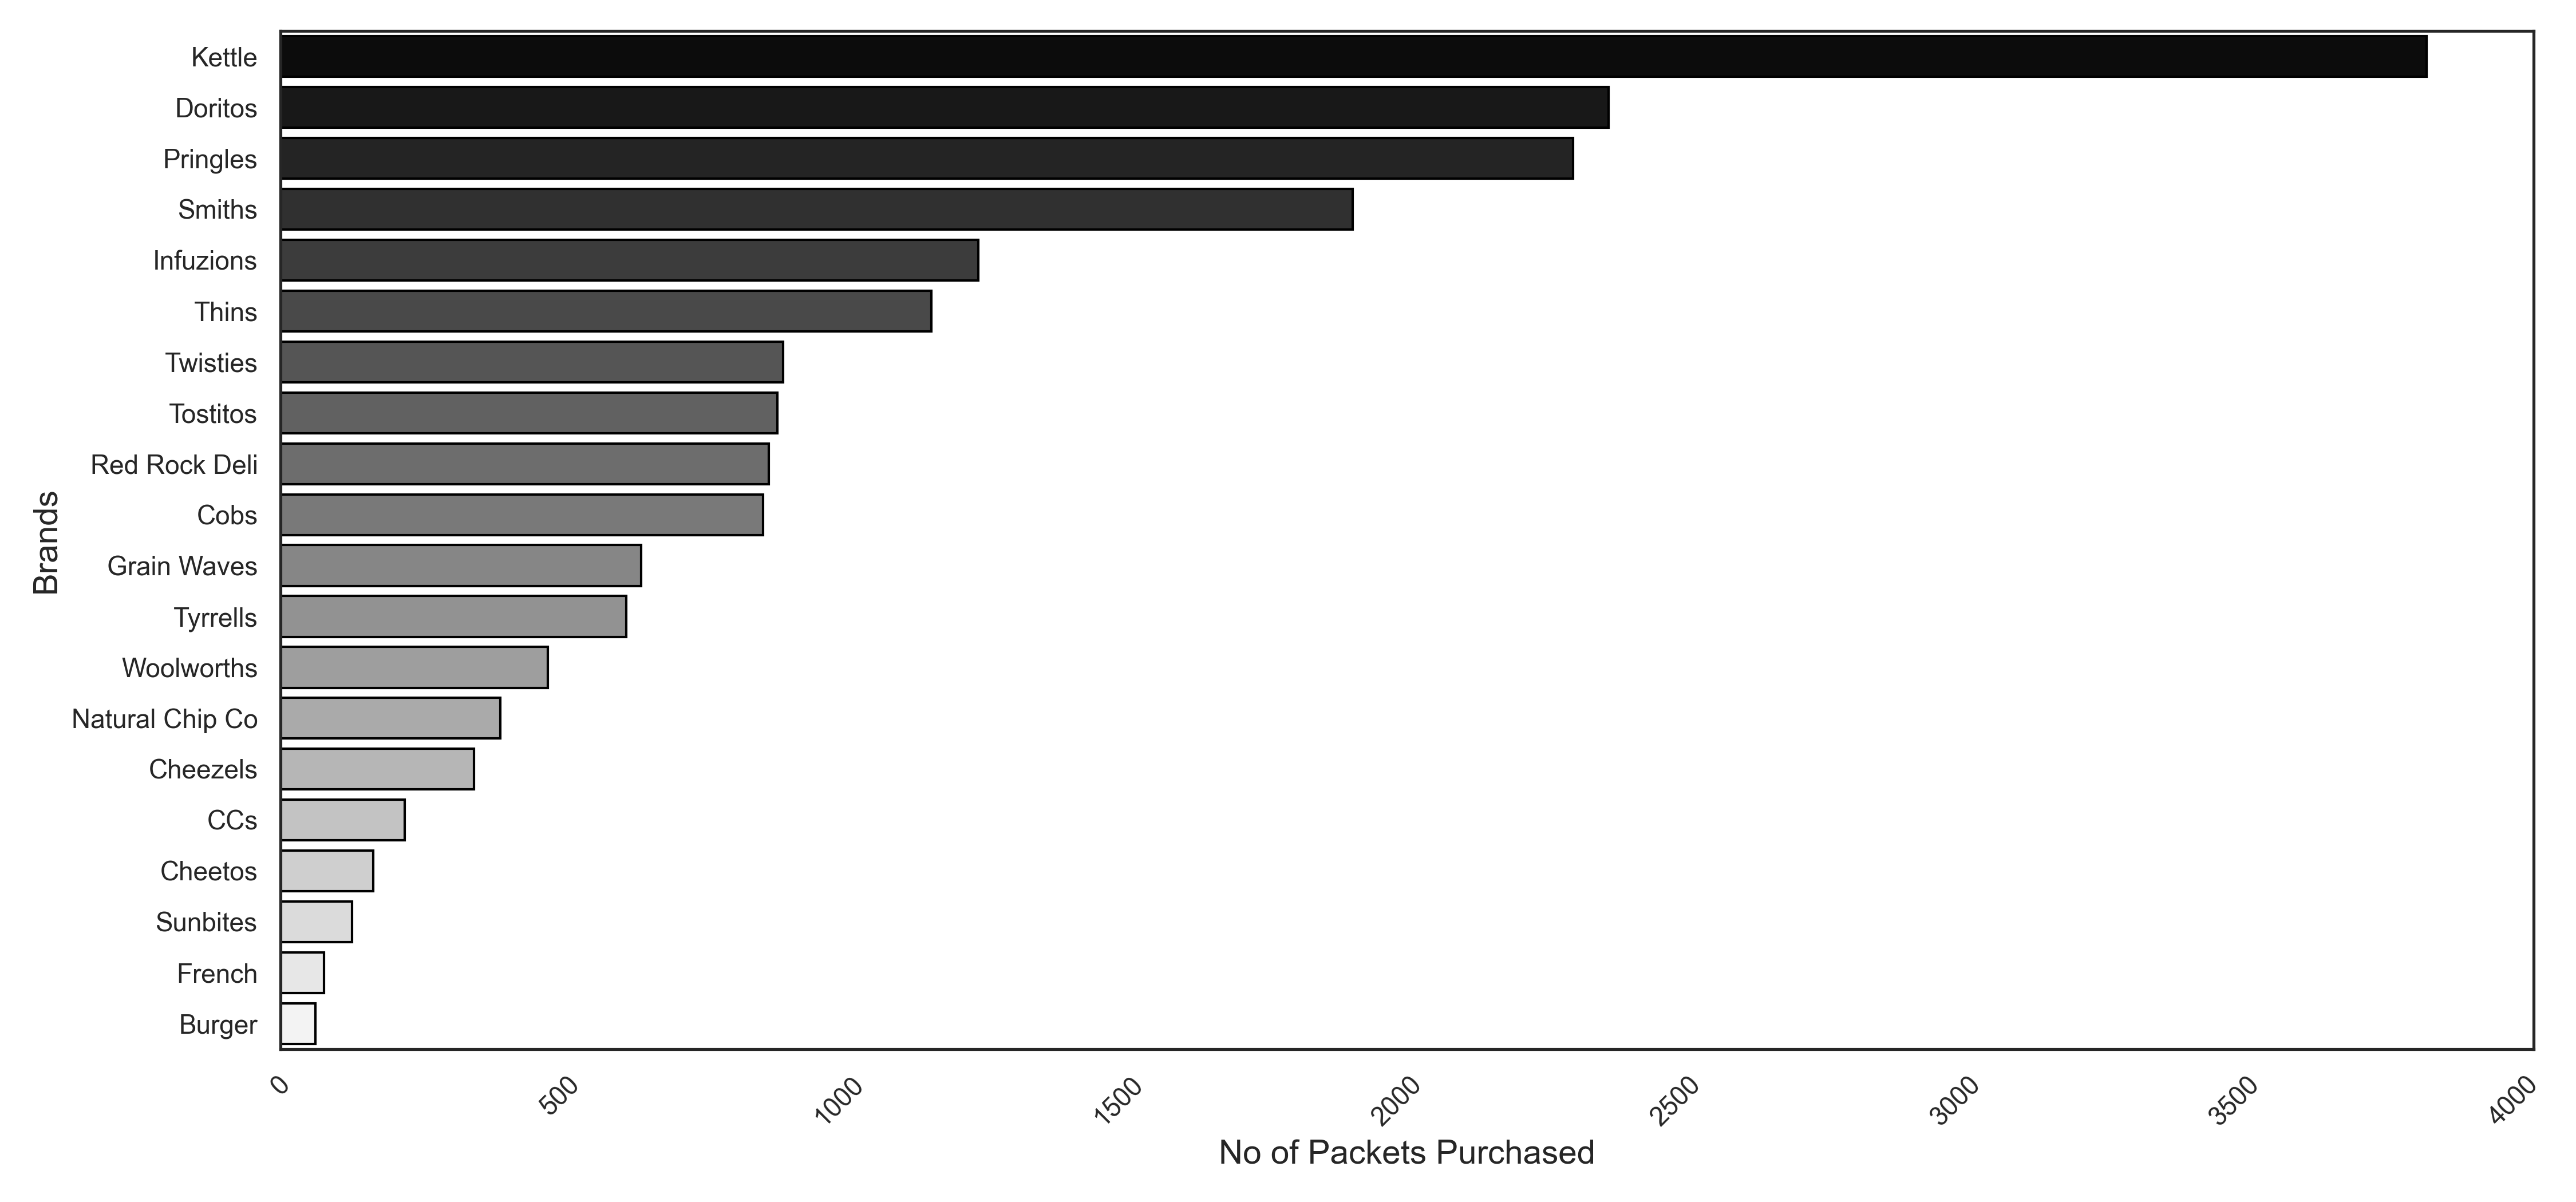 Kettle
Doritos
Pringles
Smiths
Infuzions
Thins
Twisties
Tostitos
Red Rock Deli
Cobs
Grain Waves
Tyrrells
Woolworths
Natural Chip Co
Cheezels
CCs
Cheetos
Sunbites
French
Burger
Brands
0 500 1000 1500 2000 2500 3000 3500 4000
No of Packets Purchased